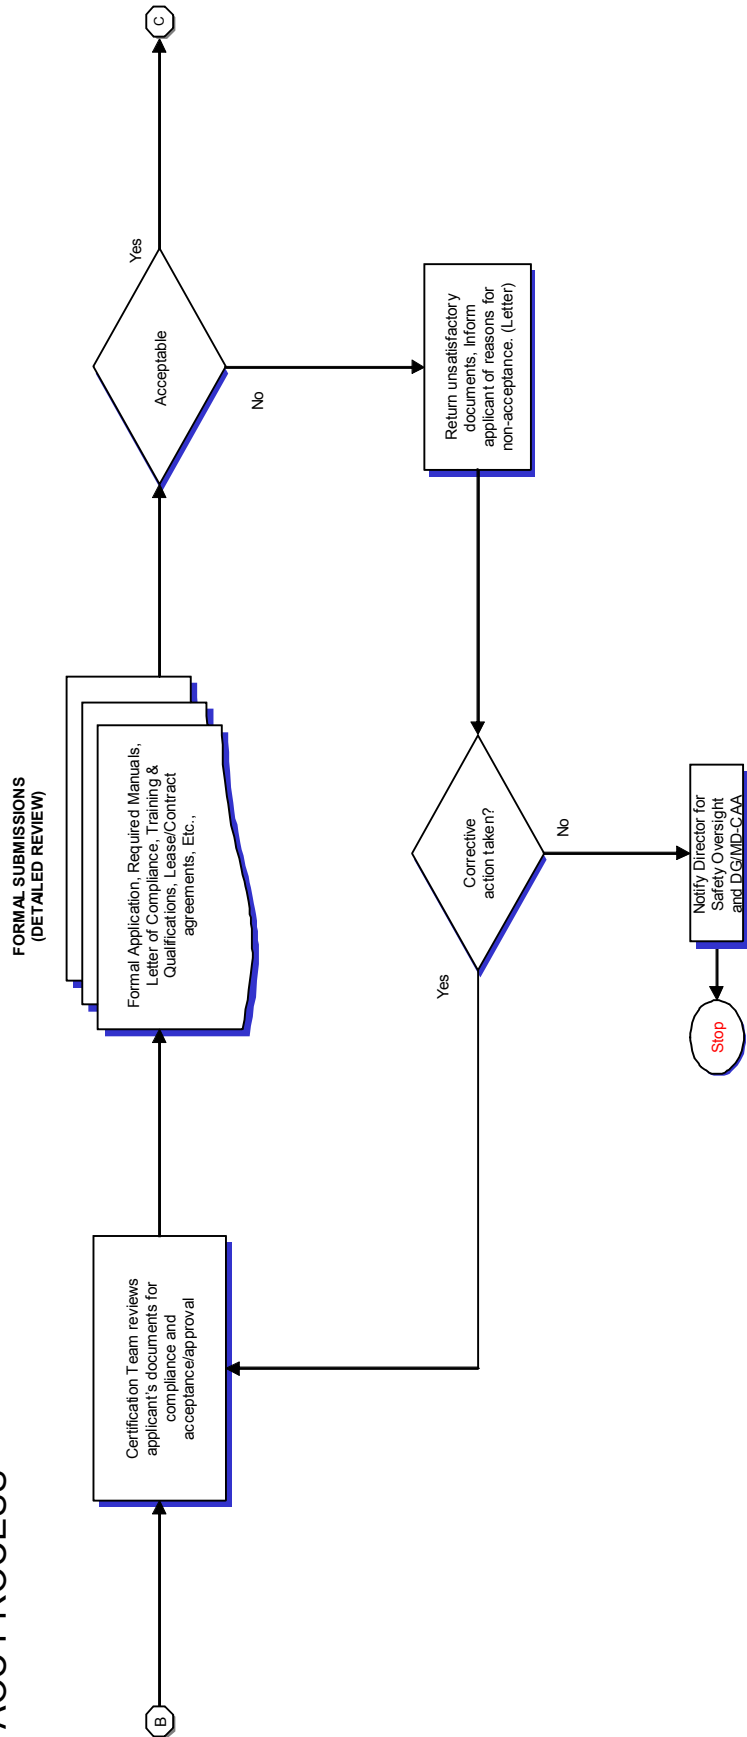 AOC PROCESS
FORMAL SUBMISSIONS
(DETAILED REVIEW)
B
Certification Team reviews
applicant's documents for
compliance and
acceptance/approval
Formal Application, Required Manuals,
Letter of Compliance, Training &
Qualifications, Lease/Contract
agreements, Etc.,
Acceptable
Yes
C
No
Return unsatisfactory
documents, Inform
applicant of reasons for
non-acceptance. (Letter)
Corrective
action taken?
Yes
No
Notify Director for
Safety Oversight
and DG/MD-CAA
Stop